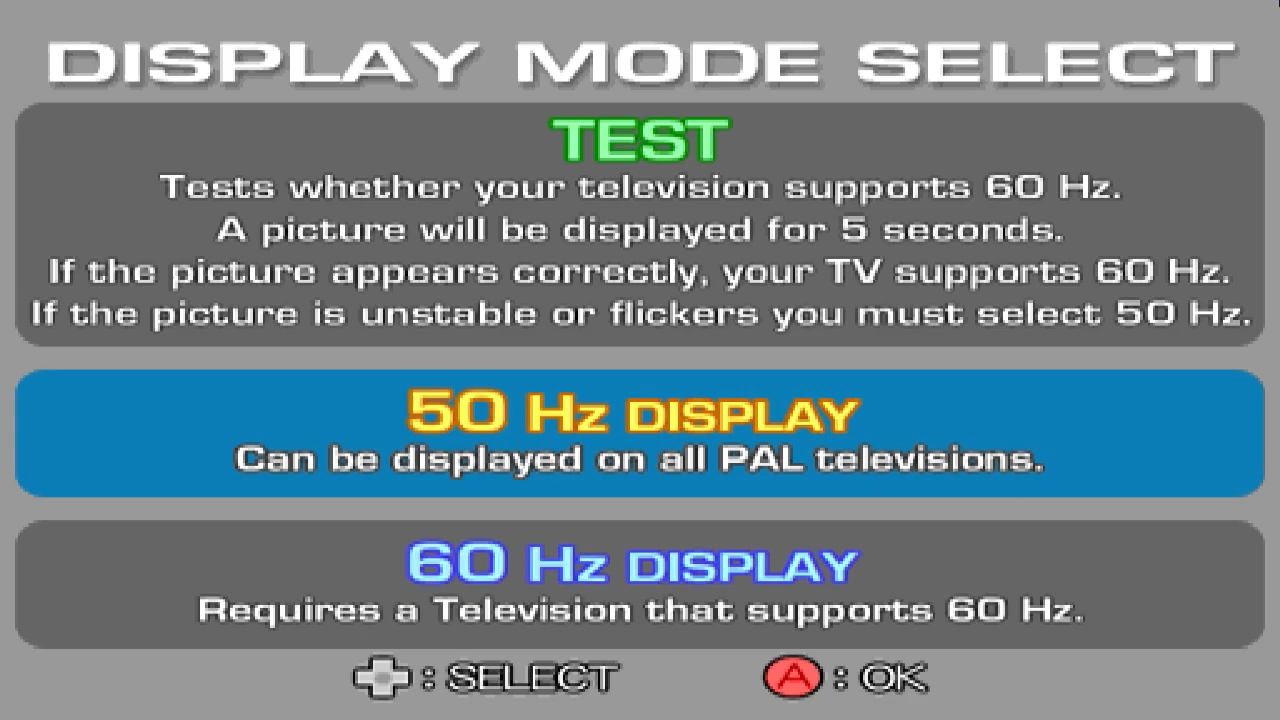 DISPLAY MODE SELECT
TEST
Tests whether your television supports 60 Hz.
A picture will be displayed for 5 seconds.
If the picture appears correctly, your TV supports 60 Hz.
If the picture is unstable or flickers you must select 50 Hz.
50 Hz DISPLAY
Can be displayed on all PAL televisions.
60 Hz DISPLAY
Requires a Television that supports 60 Hz.
: SELECT A : OK